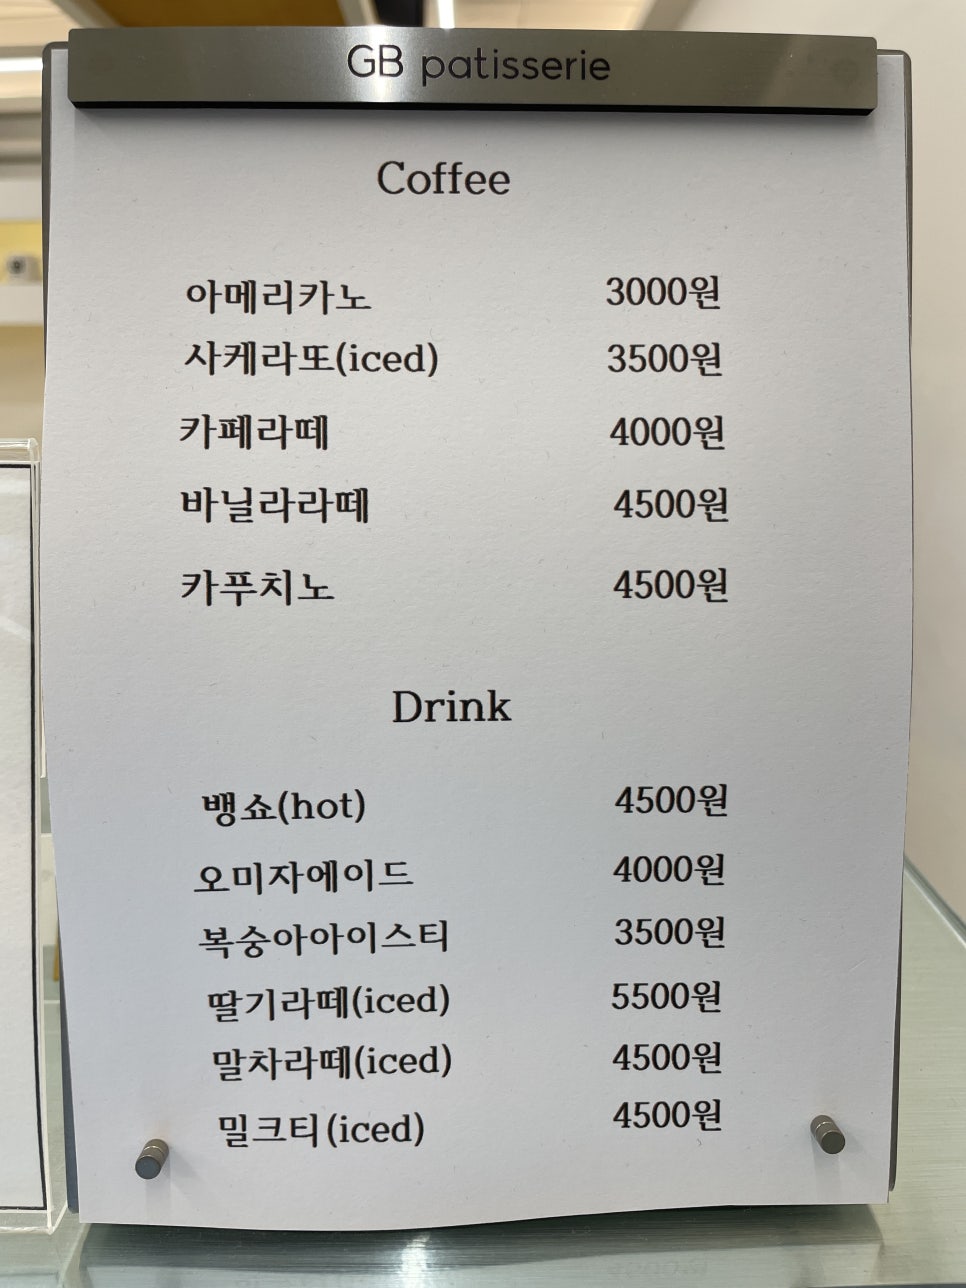 GB patisserie
Coffee
아메리카노 3000원
사케라또(iced) 3500원
카페라떼 4000원
바닐라라떼 4500원
카푸치노 4500원
Drink
뱅쇼(hot) 4500원
오미자에이드 4000원
복숭아아이스티 3500원
딸기라떼(iced) 5500원
말차라떼(iced) 4500원
밀크티(iced) 4500원